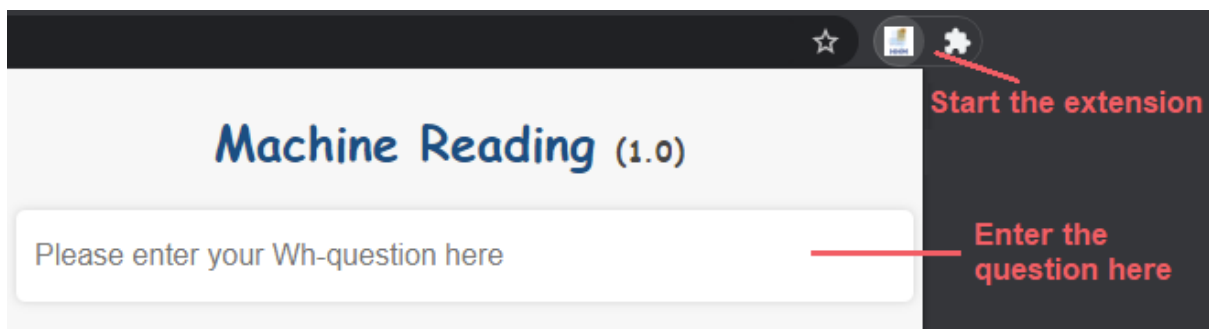 Start the extension
Machine Reading (1.0)
Please enter your Wh-question here
Enter the
question here